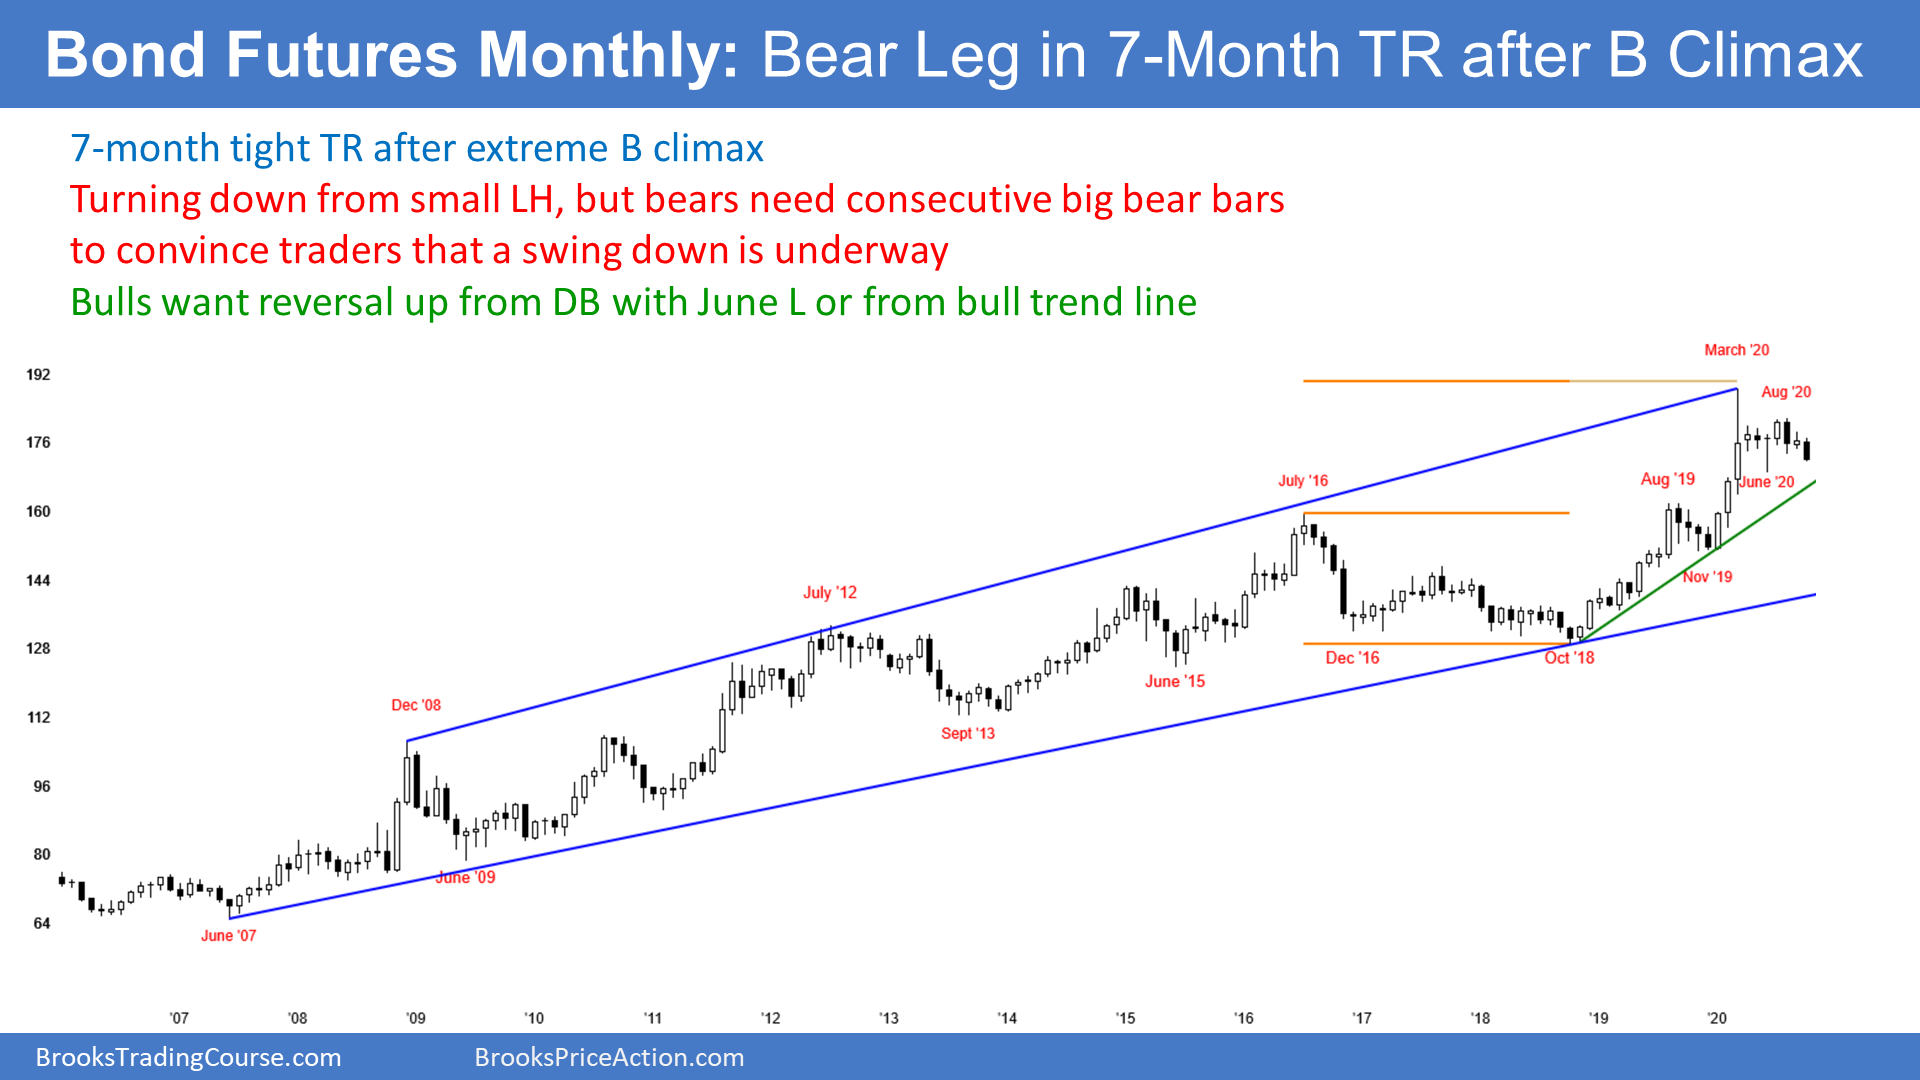 Bond Futures Monthly: Bear Leg in 7-Month TR after B Climax
7-month tight TR after extreme B climax
Turning down from small LH, but bears need consecutive big bear bars
to convince traders that a swing down is underway
Bulls want reversal up from DB with June L or from bull trend line
March '20
192
Aug '20
176
July '16
Aug '19
June '20
160
144
Nov '19
July '12
128
Dec '16
Oct '18
June '15
Dec '08
112
Sept '13
96
80
June '09
64
June '07
'07
'08
'09
'10
'11
'12
'13
'14
'15
'16
'17
'18
'19
'20
BrooksTradingCourse.com
BrooksPriceAction.com